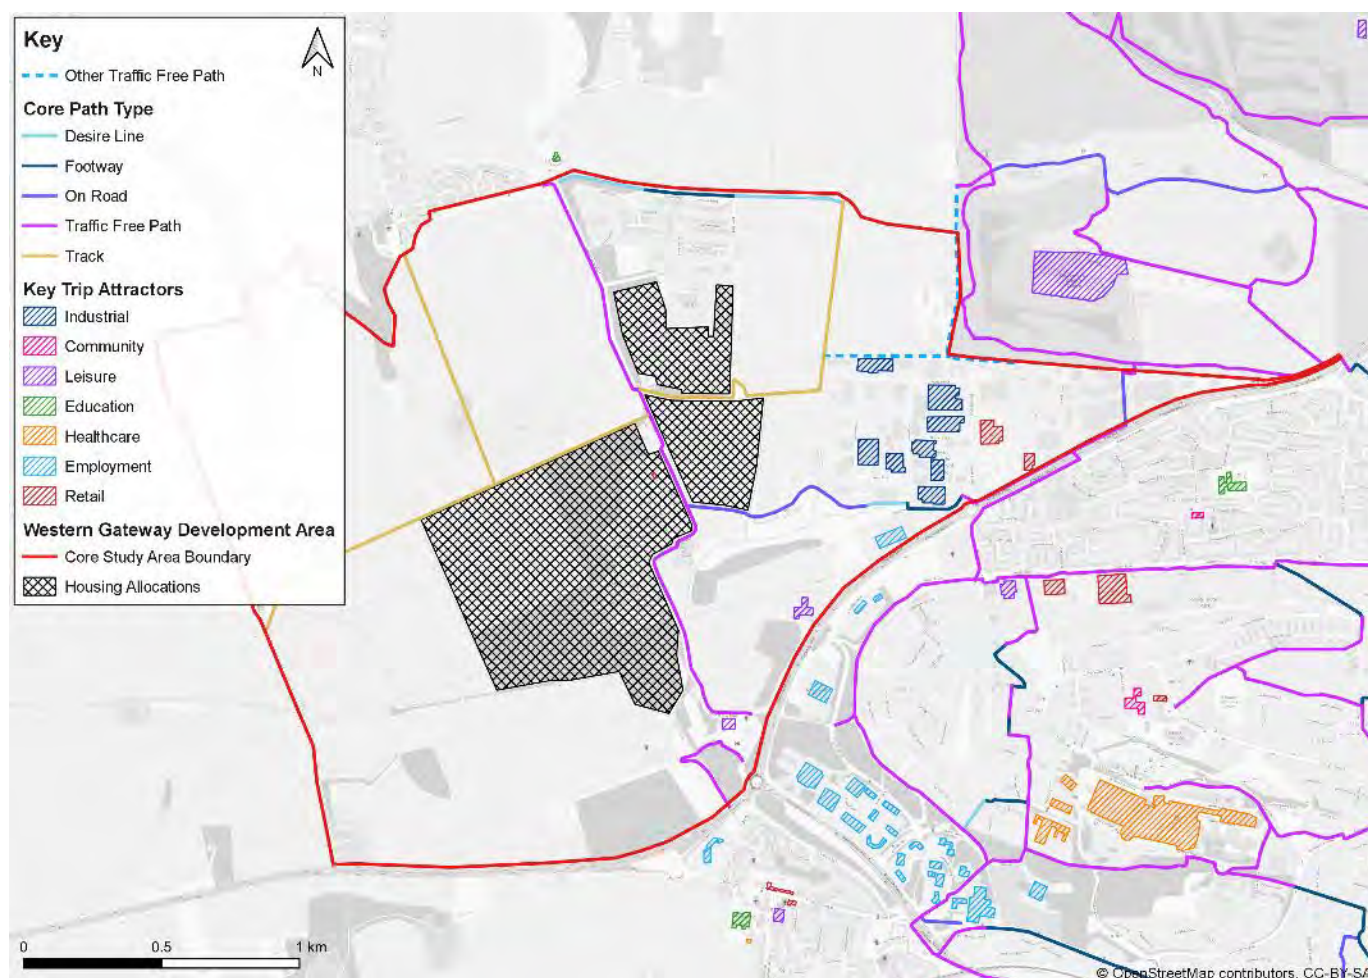 Key
N
Other Traffic Free Path
Core Path Type
Desire Line
Footway
On Road
Traffic Free Path
Track
Key Trip Attractors
Industrial
Community
Leisure
Education
Healthcare
Employment
Retail
Western Gateway Development Area
Core Study Area Boundary
Housing Allocations
0 0.5 1 km
© OpenStreetMap contributors, CC-BY-SA